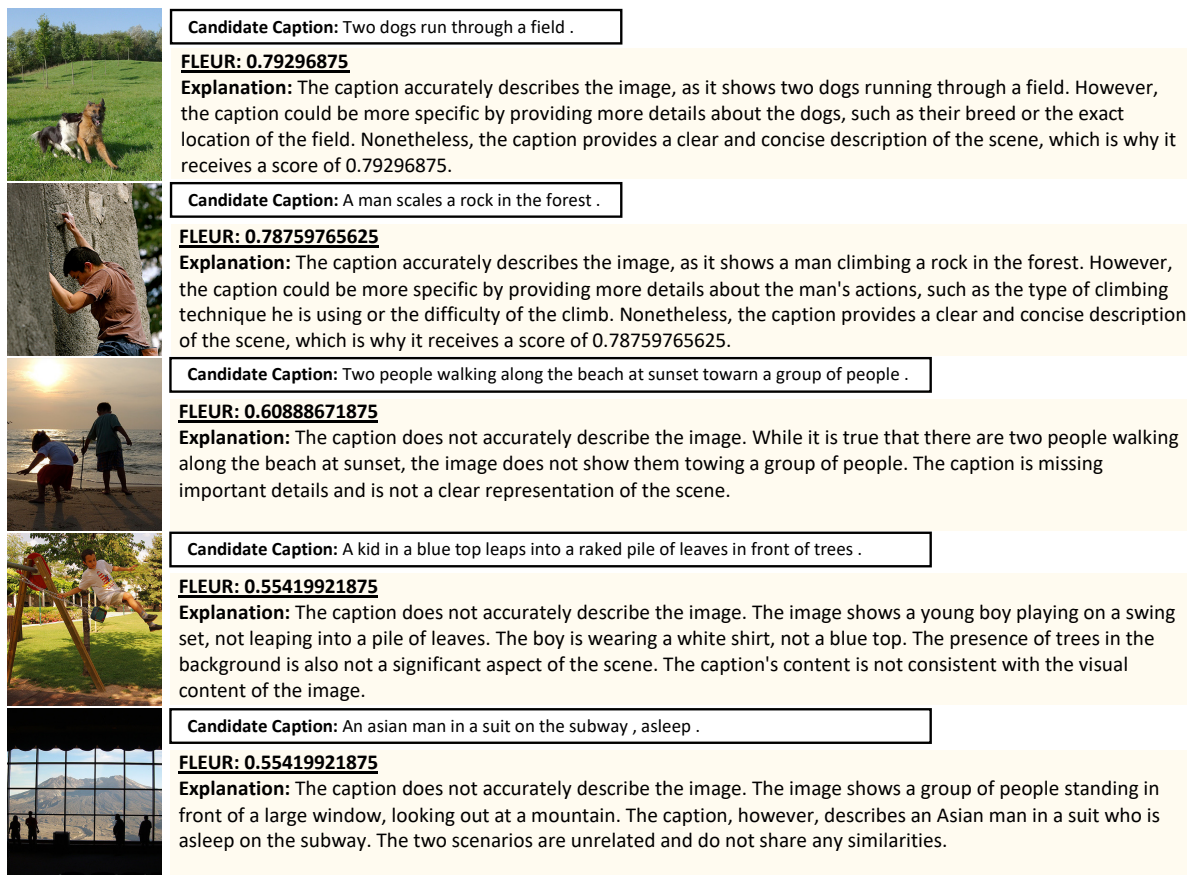 Candidate Caption: Two dogs run through a field .
FLEUR: 0.79296875
Explanation: The caption accurately describes the image, as it shows two dogs running through a field. However,
the caption could be more specific by providing more details about the dogs, such as their breed or the exact
location of the field. Nonetheless, the caption provides a clear and concise description of the scene, which is why it
receives a score of 0.79296875.
Candidate Caption: A man scales a rock in the forest .
FLEUR: 0.78759765625
Explanation: The caption accurately describes the image, as it shows a man climbing a rock in the forest. However,
the caption could be more specific by providing more details about the man's actions, such as the type of climbing
technique he is using or the difficulty of the climb. Nonetheless, the caption provides a clear and concise description
of the scene, which is why it receives a score of 0.78759765625.
Candidate Caption: Two people walking along the beach at sunset towarn a group of people .
FLEUR: 0.60888671875
Explanation: The caption does not accurately describe the image. While it is true that there are two people walking
along the beach at sunset, the image does not show them towing a group of people. The caption is missing
important details and is not a clear representation of the scene.
Candidate Caption: A kid in a blue top leaps into a raked pile of leaves in front of trees .
FLEUR: 0.55419921875
Explanation: The caption does not accurately describe the image. The image shows a young boy playing on a swing
set, not leaping into a pile of leaves. The boy is wearing a white shirt, not a blue top. The presence of trees in the
background is also not a significant aspect of the scene. The caption's content is not consistent with the visual
content of the image.
Candidate Caption: An asian man in a suit on the subway , asleep .
FLEUR: 0.55419921875
Explanation: The caption does not accurately describe the image. The image shows a group of people standing in
front of a large window, looking out at a mountain. The caption, however, describes an Asian man in a suit who is
asleep on the subway. The two scenarios are unrelated and do not share any similarities.